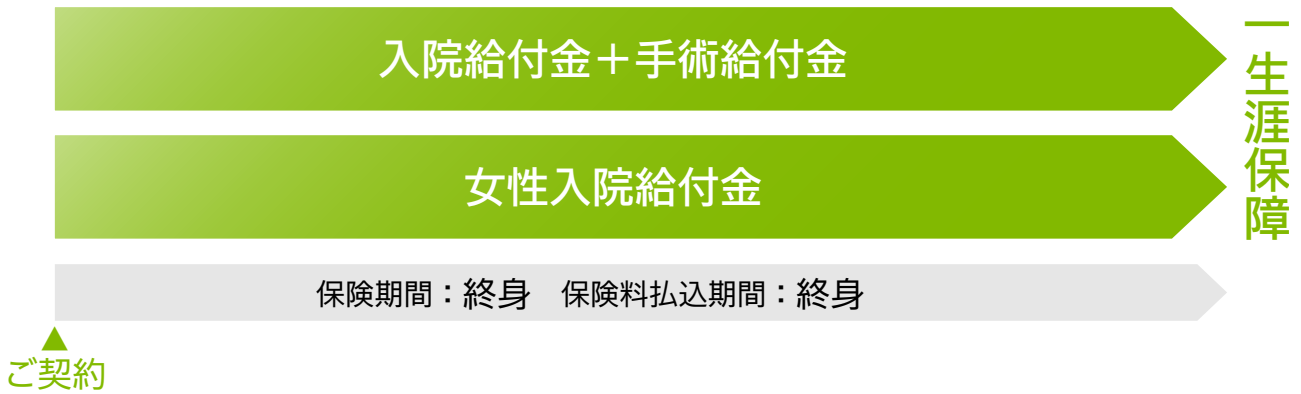 入院給付金＋手術給付金
女性入院給付金
一生涯保障
保険期間：終身　保険料払込期間：終身
▲
ご契約